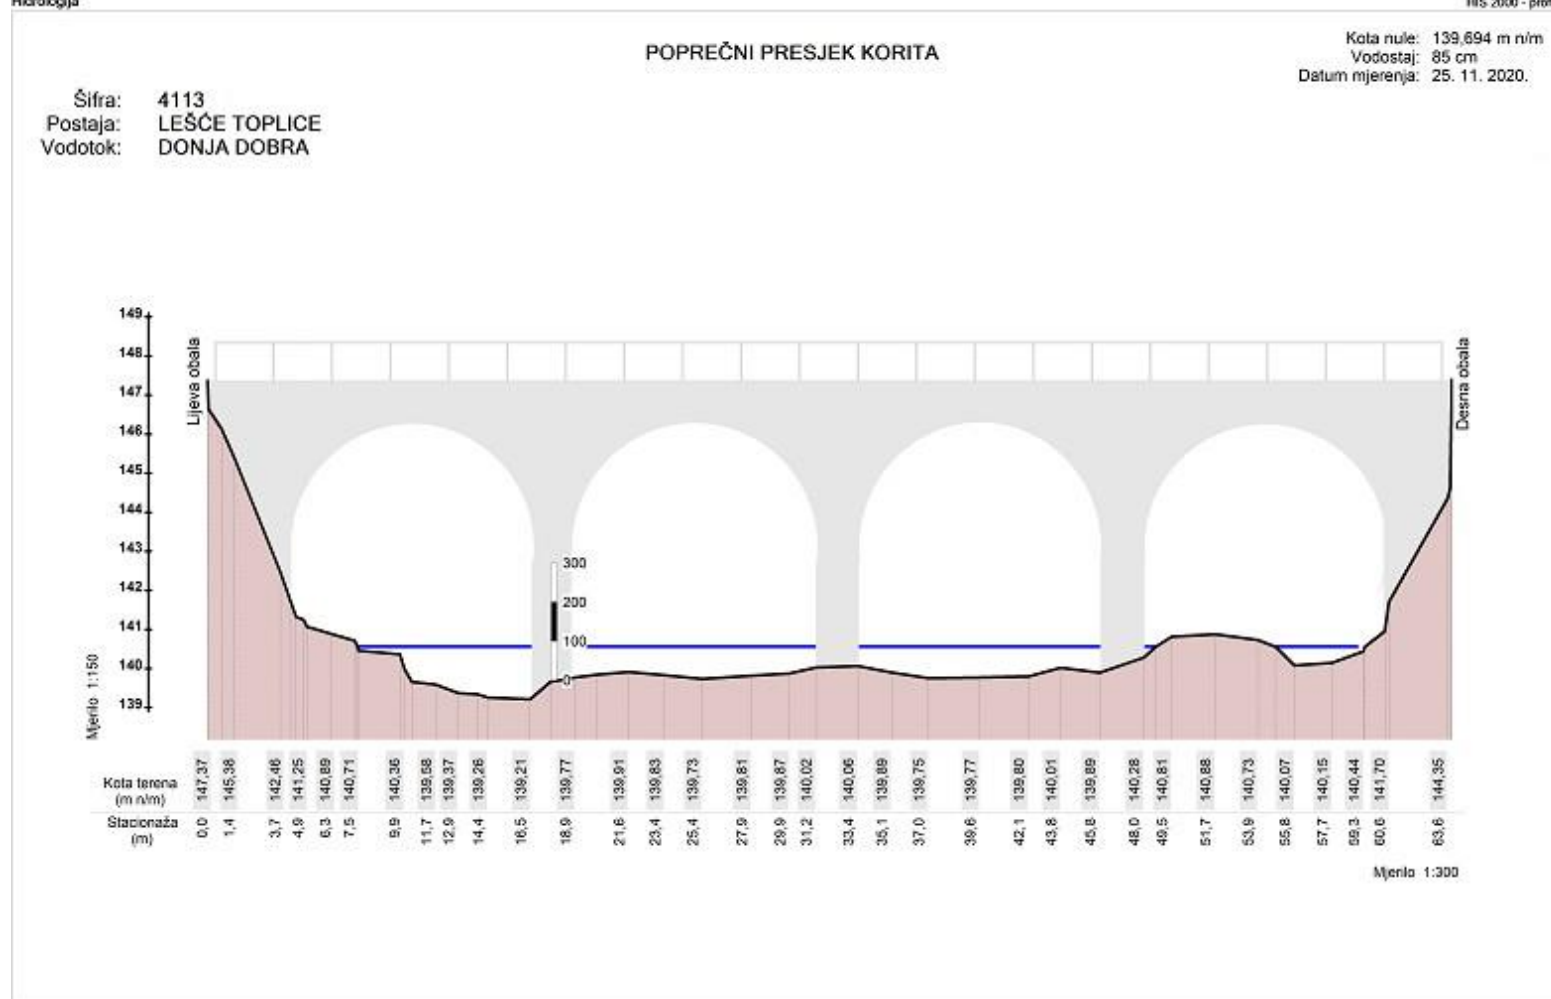 Hidrologija
HIS 2000 - prof
POPREČNI PRESJEK KORITA
Kota nule: 139,694 m n/m
Vodostaj: 85 cm
Datum mjerenja: 25. 11. 2020.
Šifra: 4113
Postaja: LEŠĆE TOPLICE
Vodotok: DONJA DOBRA
149
148
147
146
145
144
143
142
141
140
139
Mjerilo 1:150
Lijeva obala
Desna obala
300
200
100
0
Kota terena
(m n/m)
147,37 145,38 142,46 141,25 140,89 140,71 140,36 139,58 139,37 139,26 139,21 139,77 139,91 139,83 139,73 139,81 139,87 140,02 140,06 139,89 139,75 139,77 139,80 140,01 139,89 140,28 140,81 140,88 140,73 140,07 140,15 140,44 141,70 144,35
Stacionaža
(m)
0,0 1,4 3,7 4,9 6,3 7,5 9,9 11,7 12,9 14,4 16,5 18,9 21,6 23,4 25,4 27,9 29,9 31,2 33,4 35,1 37,0 39,6 42,1 43,8 45,8 48,0 49,5 51,7 53,9 55,8 57,7 59,3 60,6 63,6
Mjerilo 1:300